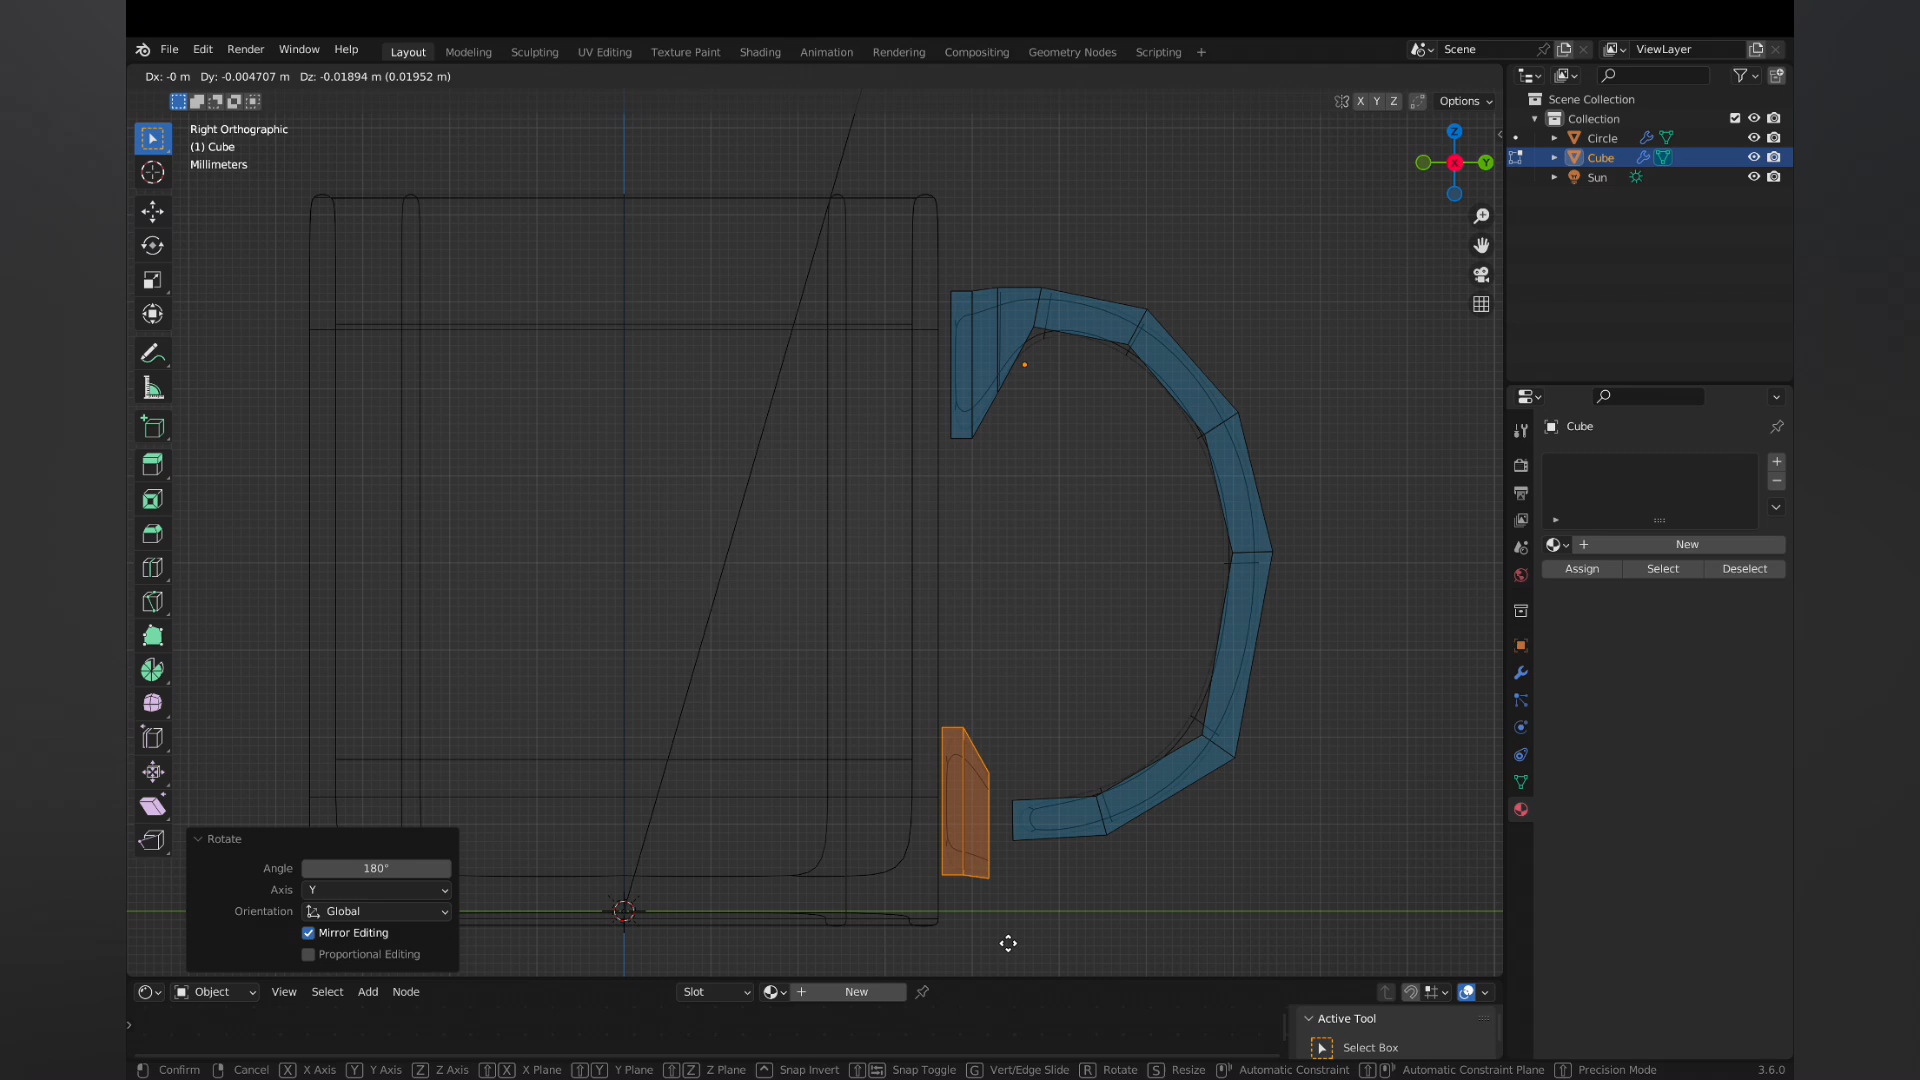 File Edit Render Window Help Layout Modeling Sculpting UV Editing Texture Paint Shading Animation Rendering Compositing Geometry Nodes Scripting + Scene ViewLayer
Dx: -0 m Dy: -0.004707 m Dz: -0.01894 m (0.01952 m)
X Y Z Options
Right Orthographic
(1) Cube
Millimeters
Z
X
Y
Scene Collection
Collection
Circle
Cube
Sun
Cube
New
Assign Select Deselect
Rotate
Angle 180°
Axis Y
Orientation Global
Mirror Editing
Proportional Editing
Object View Select Add Node Slot New
Active Tool
Select Box
Confirm Cancel X X Axis Y Y Axis Z Z Axis X X Plane Y Y Plane Z Z Plane Snap Invert Snap Toggle G Vert/Edge Slide R Rotate S Resize Automatic Constraint Automatic Constraint Plane Precision Mode 3.6.0